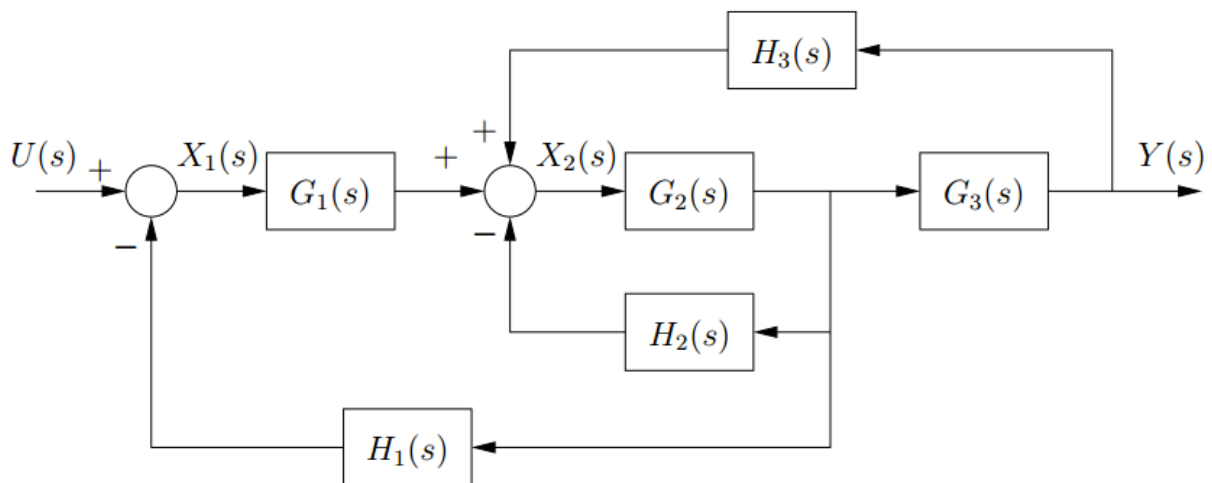 H₃(s)
+
U(s) + X₁(s) + X₂(s) Y(s)
G₁(s) G₂(s) G₃(s)
− −
H₂(s)
H₁(s)